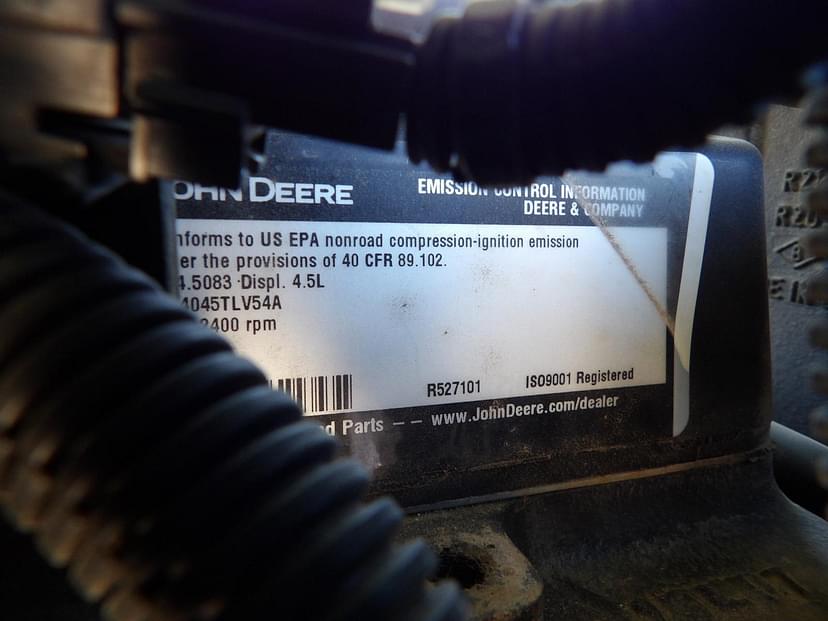 OHN DEERE
EMISSION CONTROL INFORMATION
DEERE & COMPANY
nforms to US EPA nonroad compression-ignition emission
er the provisions of 40 CFR 89.102.
4.5083 Displ. 4.5L
4045TLV54A
2400 rpm
R527101 ISO9001 Registered
d Parts -- www.JohnDeere.com/dealer